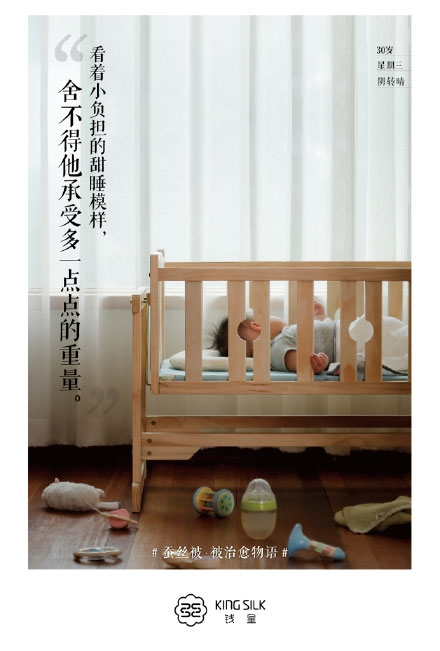 “
看着小负担的甜睡模样，
舍不得他承受多一点点的重量。
”
30岁
星期三
阴转晴
# 蚕丝被·被治愈物语 #
KING SILK
钱皇